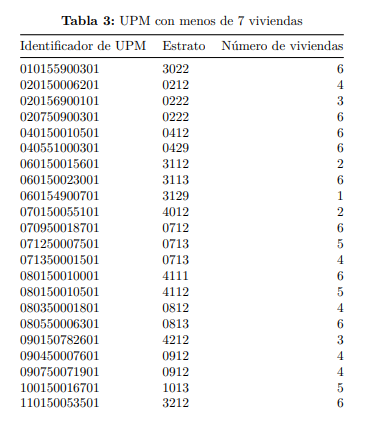 Tabla 3: UPM con menos de 7 viviendas
Identificador de UPM Estrato Número de viviendas
010155900301 3022 6
020150006201 0212 4
020156900101 0222 3
020750900301 0222 6
040150010501 0412 6
040551000301 0429 6
060150015601 3112 2
060150023001 3113 6
060154900701 3129 1
070150055101 4012 2
070950018701 0712 6
071250007501 0713 5
071350001501 0713 4
080150010001 4111 6
080150010501 4112 5
080350001801 0812 4
080550006301 0813 6
090150782601 4212 3
090450007601 0912 4
090750071901 0912 4
100150016701 1013 5
110150053501 3212 6